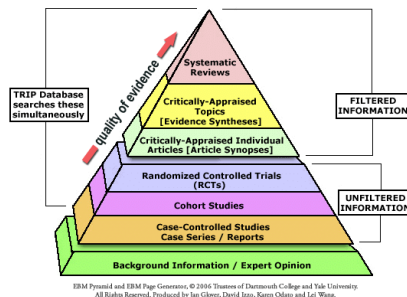 Systematic
Reviews
TRIP Database
searches these
simultaneously
quality of evidence
Critically-Appraised
Topics
[Evidence Syntheses]
FILTERED
INFORMATION
Critically-Appraised Individual
Articles [Article Synopses]
Randomized Controlled Trials
(RCTs)
UNFILTERED
INFORMATION
Cohort Studies
Case-Controlled Studies
Case Series / Reports
Background Information / Expert Opinion
EBM Pyramid and EBM Page Generator, © 2006 Trustees of Dartmouth College and Yale University.
All Rights Reserved. Produced by Jan Glover, David Izzo, Karen Odato and Lei Wang.